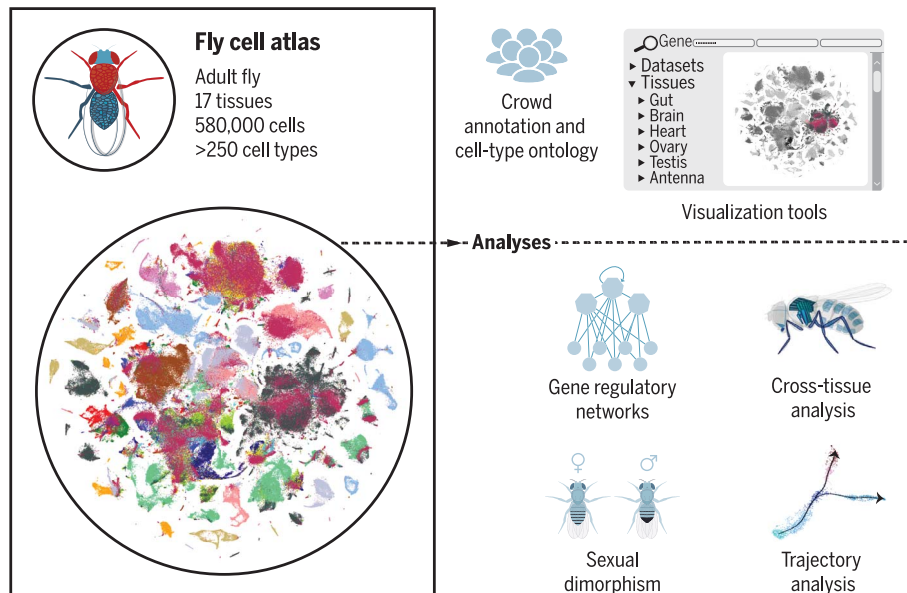 Fly cell atlas
Adult fly
17 tissues
580,000 cells
>250 cell types
Crowd
annotation and
cell-type ontology
Gene
Datasets
Tissues
Gut
Brain
Heart
Ovary
Testis
Antenna
Visualization tools
Analyses
Gene regulatory
networks
Cross-tissue
analysis
♀ ♂
Sexual
dimorphism
Trajectory
analysis